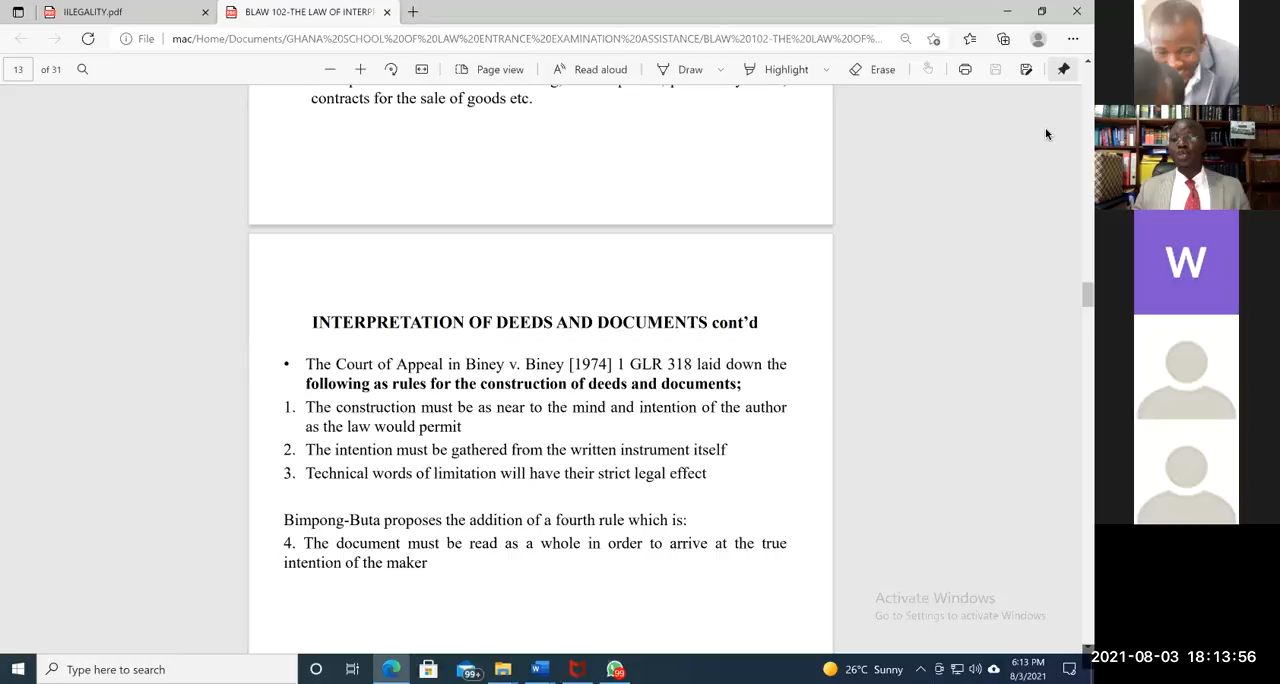 IILEGALITY.pdf
BLAW 102-THE LAW OF INTERPR
File
mac/Home/Documents/GHANA%20SCHOOL%20OF%20LAW%20ENTRANCE%20EXAMINATION%20ASSISTANCE/BLAW%20102-THE%20LAW%20OF%...
13 of 31
Page view
Read aloud
Draw
Highlight
Erase
contracts for the sale of goods etc.
INTERPRETATION OF DEEDS AND DOCUMENTS cont'd
• The Court of Appeal in Biney v. Biney [1974] 1 GLR 318 laid down the
following as rules for the construction of deeds and documents;
1. The construction must be as near to the mind and intention of the author
as the law would permit
2. The intention must be gathered from the written instrument itself
3. Technical words of limitation will have their strict legal effect
Bimpong-Buta proposes the addition of a fourth rule which is:
4. The document must be read as a whole in order to arrive at the true
intention of the maker
W
Activate Windows
Go to Settings to activate Windows
Type here to search
99+
99
26°C Sunny
6:13 PM
8/3/2021
2021-08-03 18:13:56